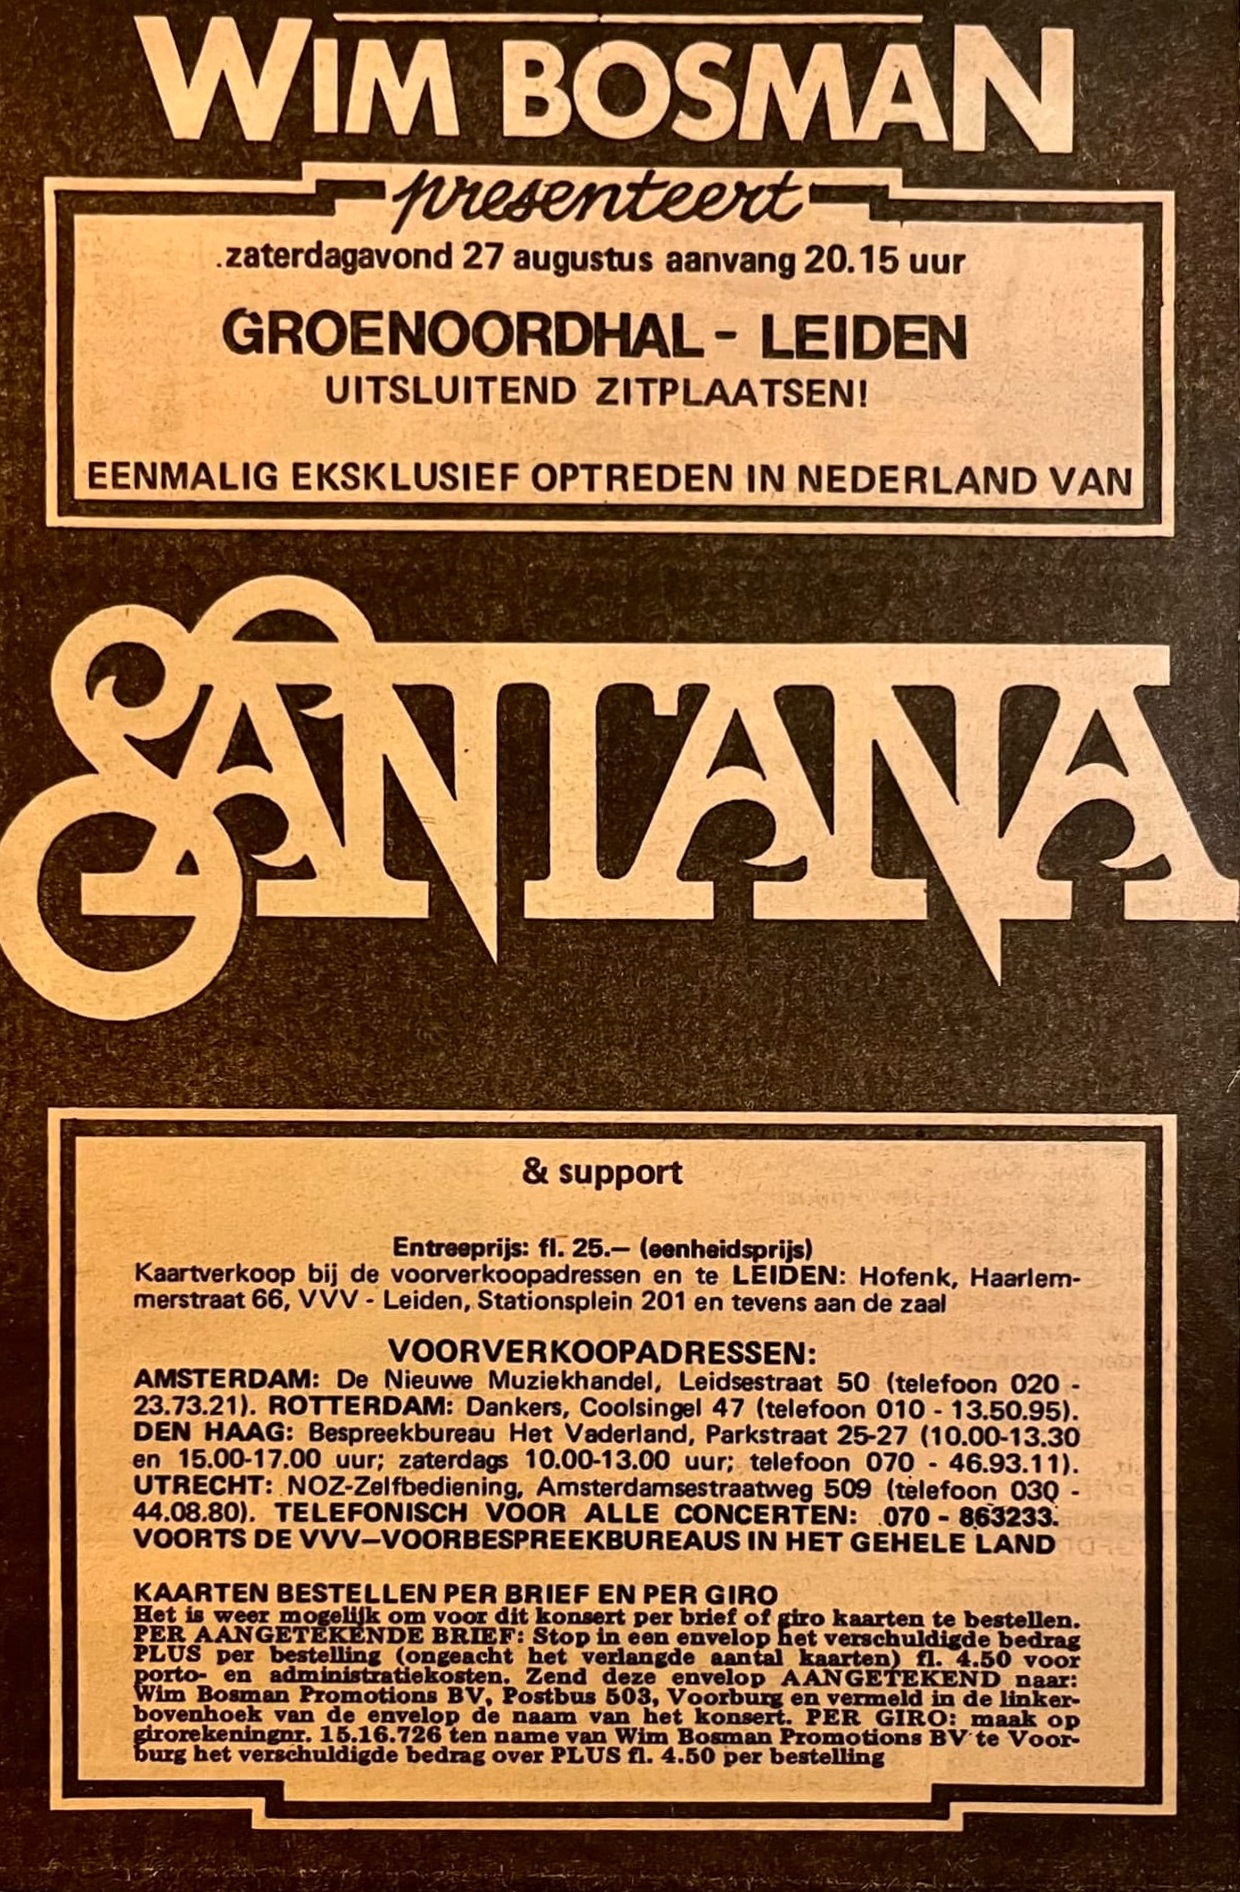 WIM BOSMAN
presenteert
zaterdagavond 27 augustus aanvang 20.15 uur
GROENOORDHAL - LEIDEN
UITSLUITEND ZITPLAATSEN!
EENMALIG EKSKLUSIEF OPTREDEN IN NEDERLAND VAN
SANTANA
& support
Entreeprijs: fl. 25.— (eenheidsprijs)
Kaartverkoop bij de voorverkoopadressen en te LEIDEN: Hofenk, Haarlem-
merstraat 66, VVV - Leiden, Stationsplein 201 en tevens aan de zaal
VOORVERKOOPADRESSEN:
AMSTERDAM: De Nieuwe Muziekhandel, Leidsestraat 50 (telefoon 020 -
23.73.21). ROTTERDAM: Dankers, Coolsingel 47 (telefoon 010 - 13.50.95).
DEN HAAG: Bespreekbureau Het Vaderland, Parkstraat 25-27 (10.00-13.30
en 15.00-17.00 uur; zaterdags 10.00-13.00 uur; telefoon 070 - 46.93.11).
UTRECHT: NOZ-Zelfbediening, Amsterdamsestraatweg 509 (telefoon 030 -
44.08.80). TELEFONISCH VOOR ALLE CONCERTEN: 070 - 863233.
VOORTS DE VVV—VOORBESPREEKBUREAUS IN HET GEHELE LAND
KAARTEN BESTELLEN PER BRIEF EN PER GIRO
Het is weer mogelijk om voor dit konsert per brief of giro kaarten te bestellen.
PER AANGETEKENDE BRIEF: Stop in een envelop het verschuldigde bedrag
PLUS per bestelling (ongeacht het verlangde aantal kaarten) fl. 4.50 voor
porto- en administratiekosten. Zend deze envelop AANGETEKEND naar:
Wim Bosman Promotions BV, Postbus 503, Voorburg en vermeld in de linker-
bovenhoek van de envelop de naam van het konsert. PER GIRO: maak op
girorekeningnr. 15.16.726 ten name van Wim Bosman Promotions BV te Voor-
burg het verschuldigde bedrag over PLUS fl. 4.50 per bestelling